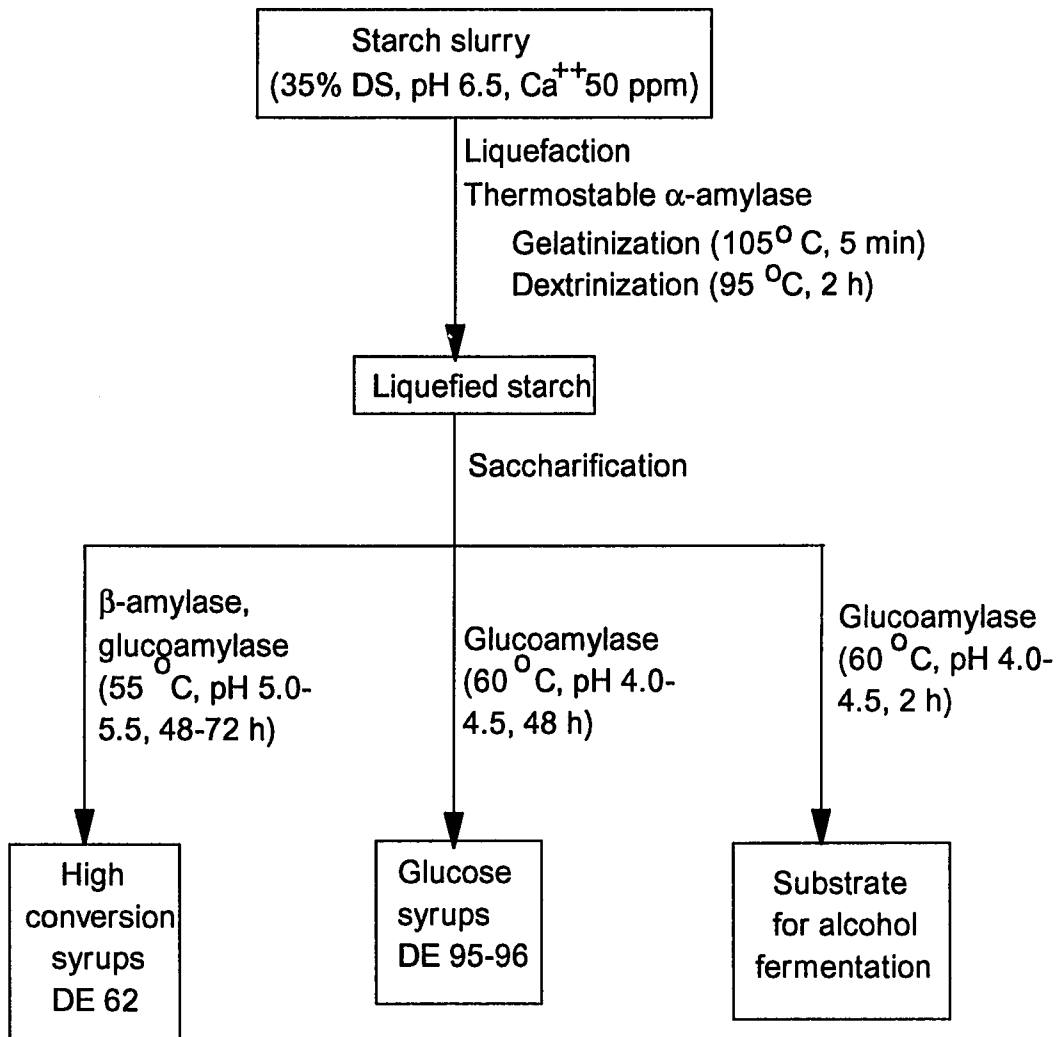 Starch slurry
(35% DS, pH 6.5, Ca++ 50 ppm)
Liquefaction
Thermostable α-amylase
Gelatinization (105° C, 5 min)
Dextrinization (95 °C, 2 h)
Liquefied starch
Saccharification
β-amylase,
glucoamylase
(55 °C, pH 5.0-
5.5, 48-72 h)
Glucoamylase
(60 °C, pH 4.0-
4.5, 48 h)
Glucoamylase
(60 °C, pH 4.0-
4.5, 2 h)
High
conversion
syrups
DE 62
Glucose
syrups
DE 95-96
Substrate
for alcohol
fermentation